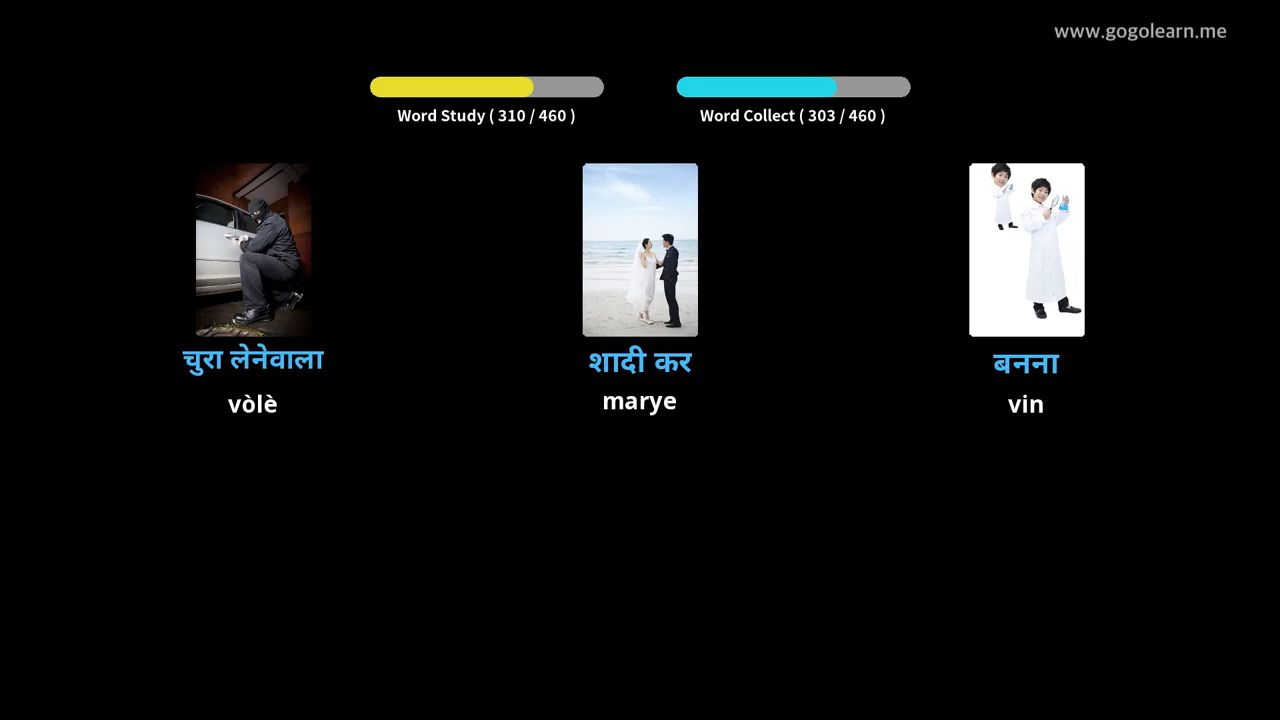 www.gogolearn.me
Word Study ( 310 / 460 )
Word Collect ( 303 / 460 )
चुरा लेनेवाला
शादी कर
बनना
vòlè
marye
vin